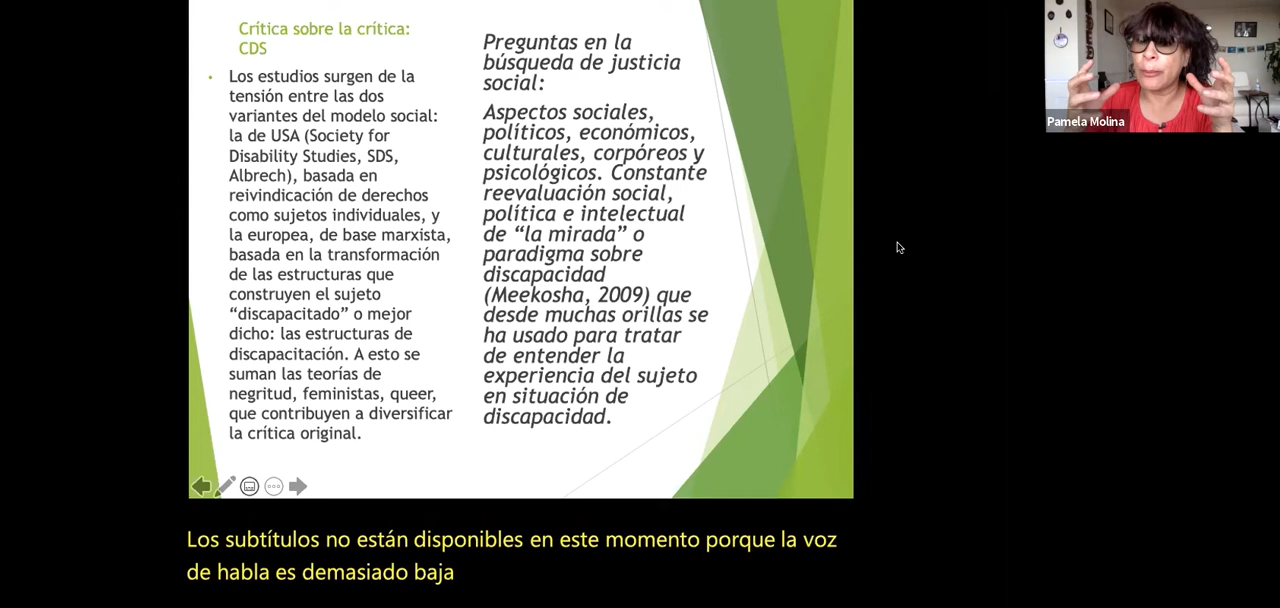 Crítica sobre la crítica:
CDS
• Los estudios surgen de la
tensión entre las dos
variantes del modelo social:
la de USA (Society for
Disability Studies, SDS,
Albrech), basada en
reivindicación de derechos
como sujetos individuales, y
la europea, de base marxista,
basada en la transformación
de las estructuras que
construyen el sujeto
“discapacitado” o mejor
dicho: las estructuras de
discapacitación. A esto se
suman las teorías de
negritud, feministas, queer,
que contribuyen a diversificar
la crítica original.
Preguntas en la
búsqueda de justicia
social:
Aspectos sociales,
políticos, económicos,
culturales, corpóreos y
psicológicos. Constante
reevaluación social,
política e intelectual
de “la mirada” o
paradigma sobre
discapacidad
(Meekosha, 2009) que
desde muchas orillas se
ha usado para tratar
de entender la
experiencia del sujeto
en situación de
discapacidad.
Pamela Molina
Los subtítulos no están disponibles en este momento porque la voz
de habla es demasiado baja